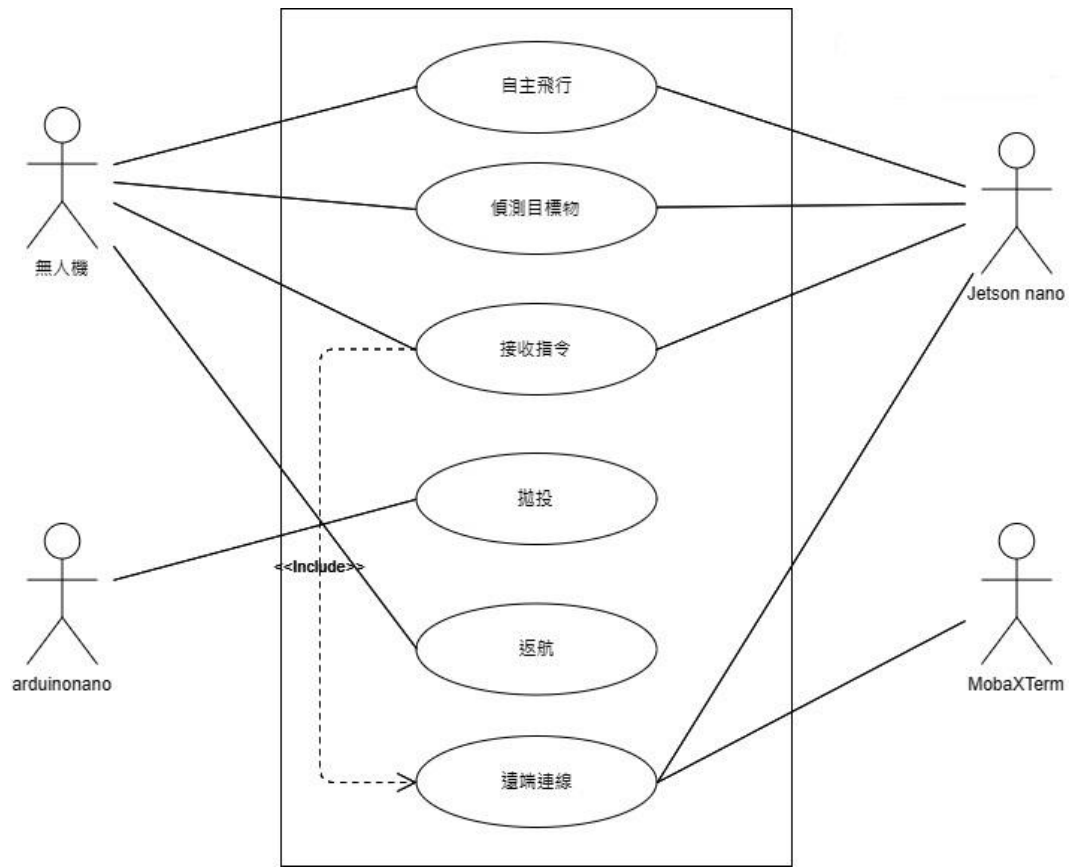 自主飛行
偵測目標物
無人機
Jetson nano
接收指令
拋投
<<Include>>
arduinonano
返航
MobaXTerm
遠端連線